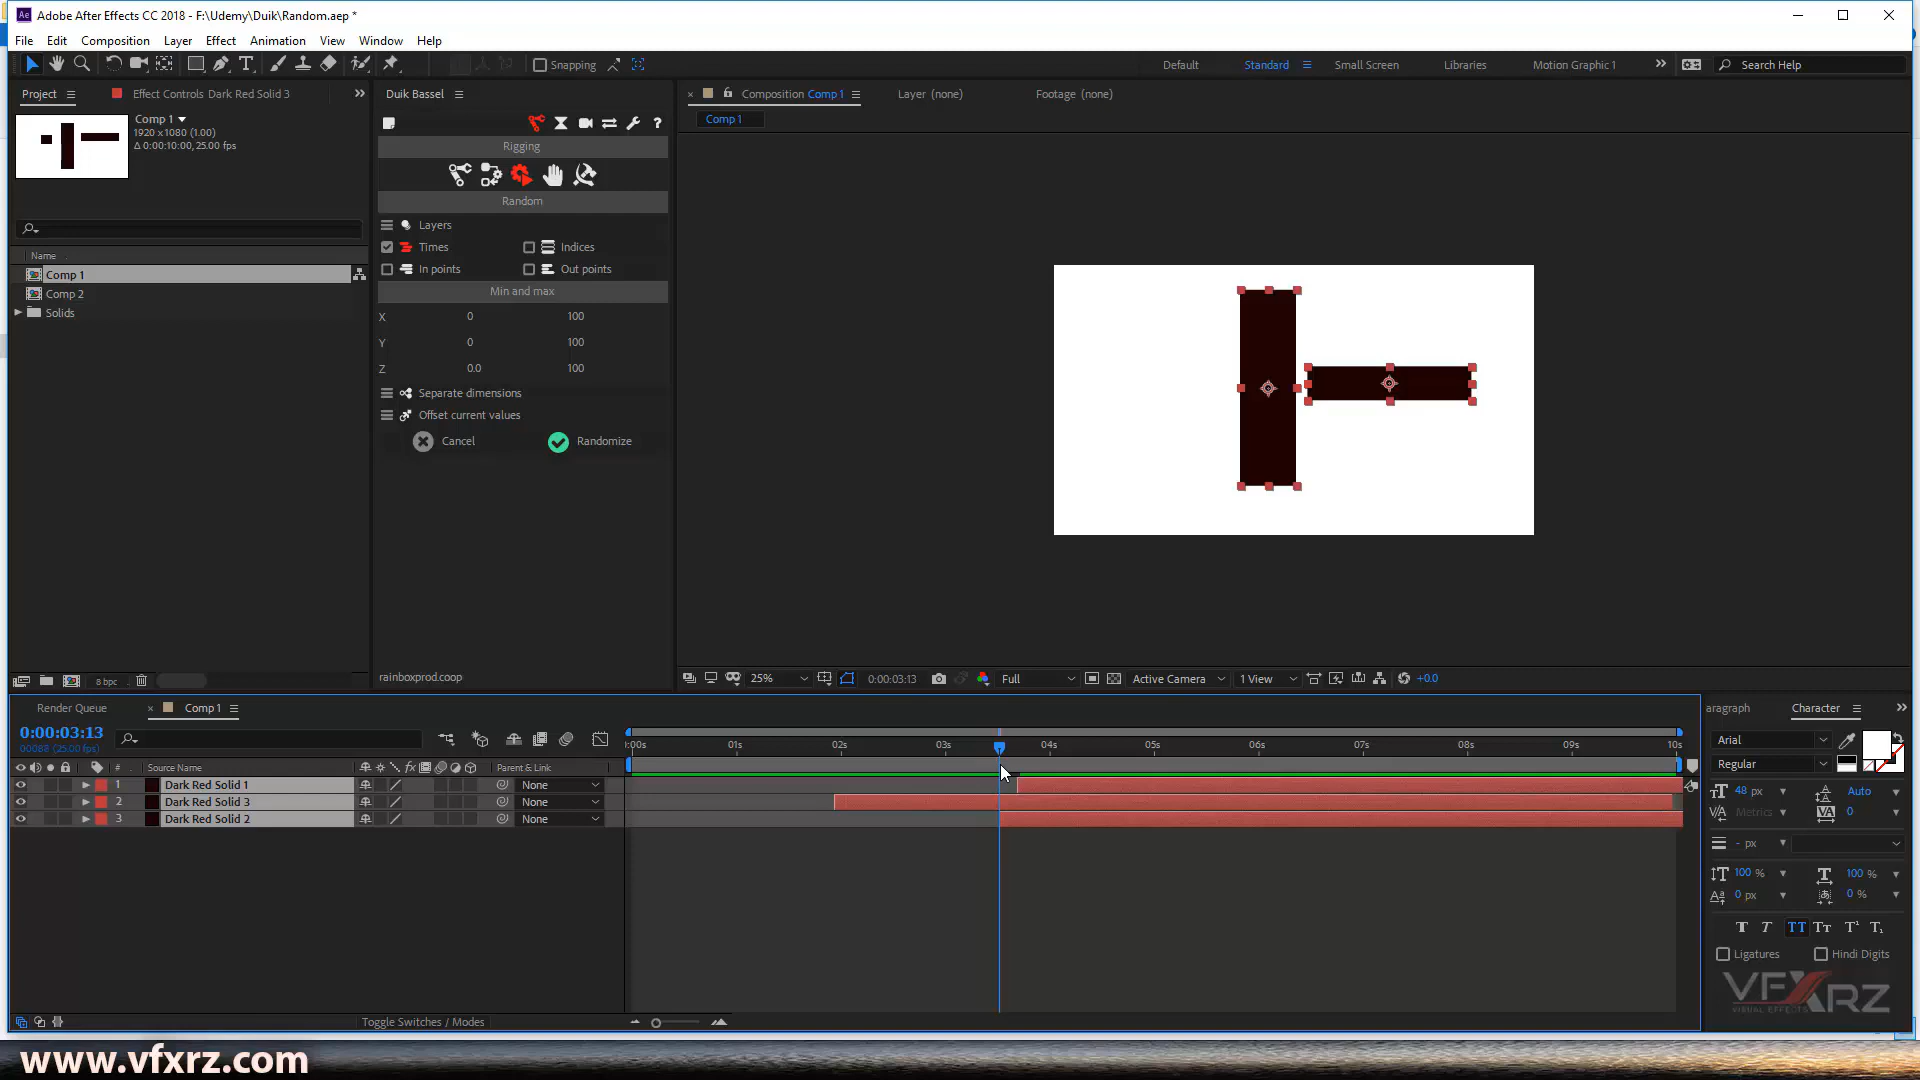 Adobe After Effects CC 2018 - F:\Udemy\Duik\Random.aep *
File Edit Composition Layer Effect Animation View Window Help
Snapping Default Standard Small Screen Libraries Motion Graphic 1 Search Help
Project Effect Controls Dark Red Solid 3
Duik Bassel
Composition Comp 1 Layer (none) Footage (none)
Comp 1
1920 x1080 (1.00)
Δ 0:00:10:00, 25.00 fps
Comp 1
Rigging
Random
Layers
Times Indices
In points Out points
Min and max
X 0 100
Y 0 100
Z 0.0 100
Separate dimensions
Offset current values
Cancel Randomize
rainboxprod.coop
Name
Comp 1
Comp 2
Solids
8 bpc
25% 0:00:03:13 Full Active Camera 1 View +0.0
Render Queue Comp 1
0:00:03:13
00088 (25.00 fps)
:00s 01s 02s 03s 04s 05s 06s 07s 08s 09s 10s
# Source Name fx Parent & Link
1 Dark Red Solid 1 None
2 Dark Red Solid 3 None
3 Dark Red Solid 2 None
Toggle Switches / Modes
aragraph Character
Arial
Regular
48 px Auto
Metrics 0
- px
100 % 100 %
0 px 0 %
Ligatures Hindi Digits
VFXRZ
VISUAL EFFECTS
www.vfxrz.com